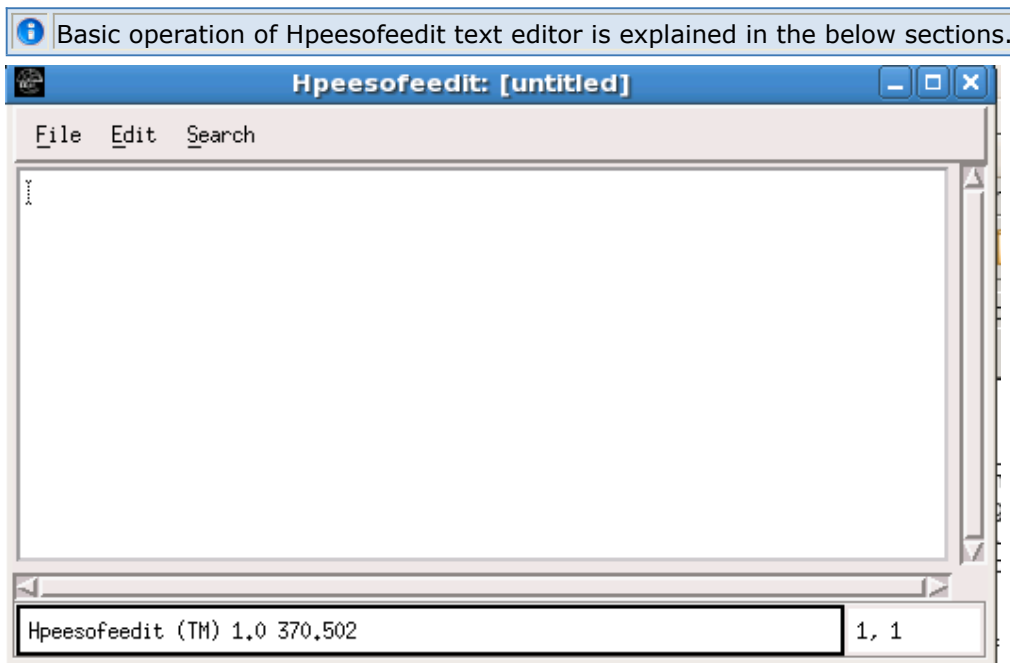 Basic operation of Hpeesofeedit text editor is explained in the below sections.
Hpeesofeedit: [untitled]
File Edit Search
Hpeesofeedit (TM) 1.0 370.502
1, 1